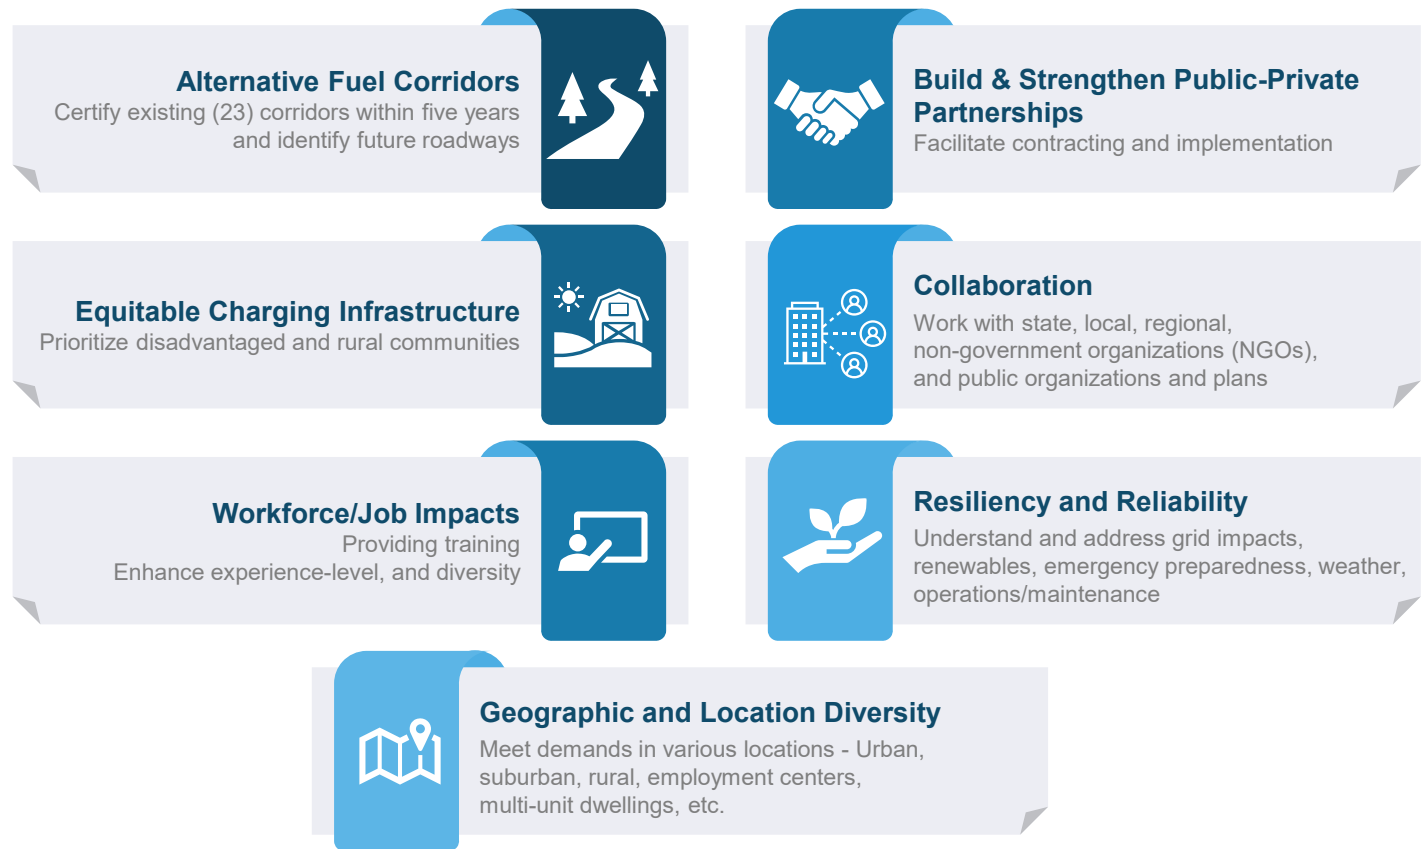 Alternative Fuel Corridors
Certify existing (23) corridors within five years
and identify future roadways
Build & Strengthen Public-Private
Partnerships
Facilitate contracting and implementation
Equitable Charging Infrastructure
Prioritize disadvantaged and rural communities
Collaboration
Work with state, local, regional,
non-government organizations (NGOs),
and public organizations and plans
Workforce/Job Impacts
Providing training
Enhance experience-level, and diversity
Resiliency and Reliability
Understand and address grid impacts,
renewables, emergency preparedness, weather,
operations/maintenance
Geographic and Location Diversity
Meet demands in various locations - Urban,
suburban, rural, employment centers,
multi-unit dwellings, etc.